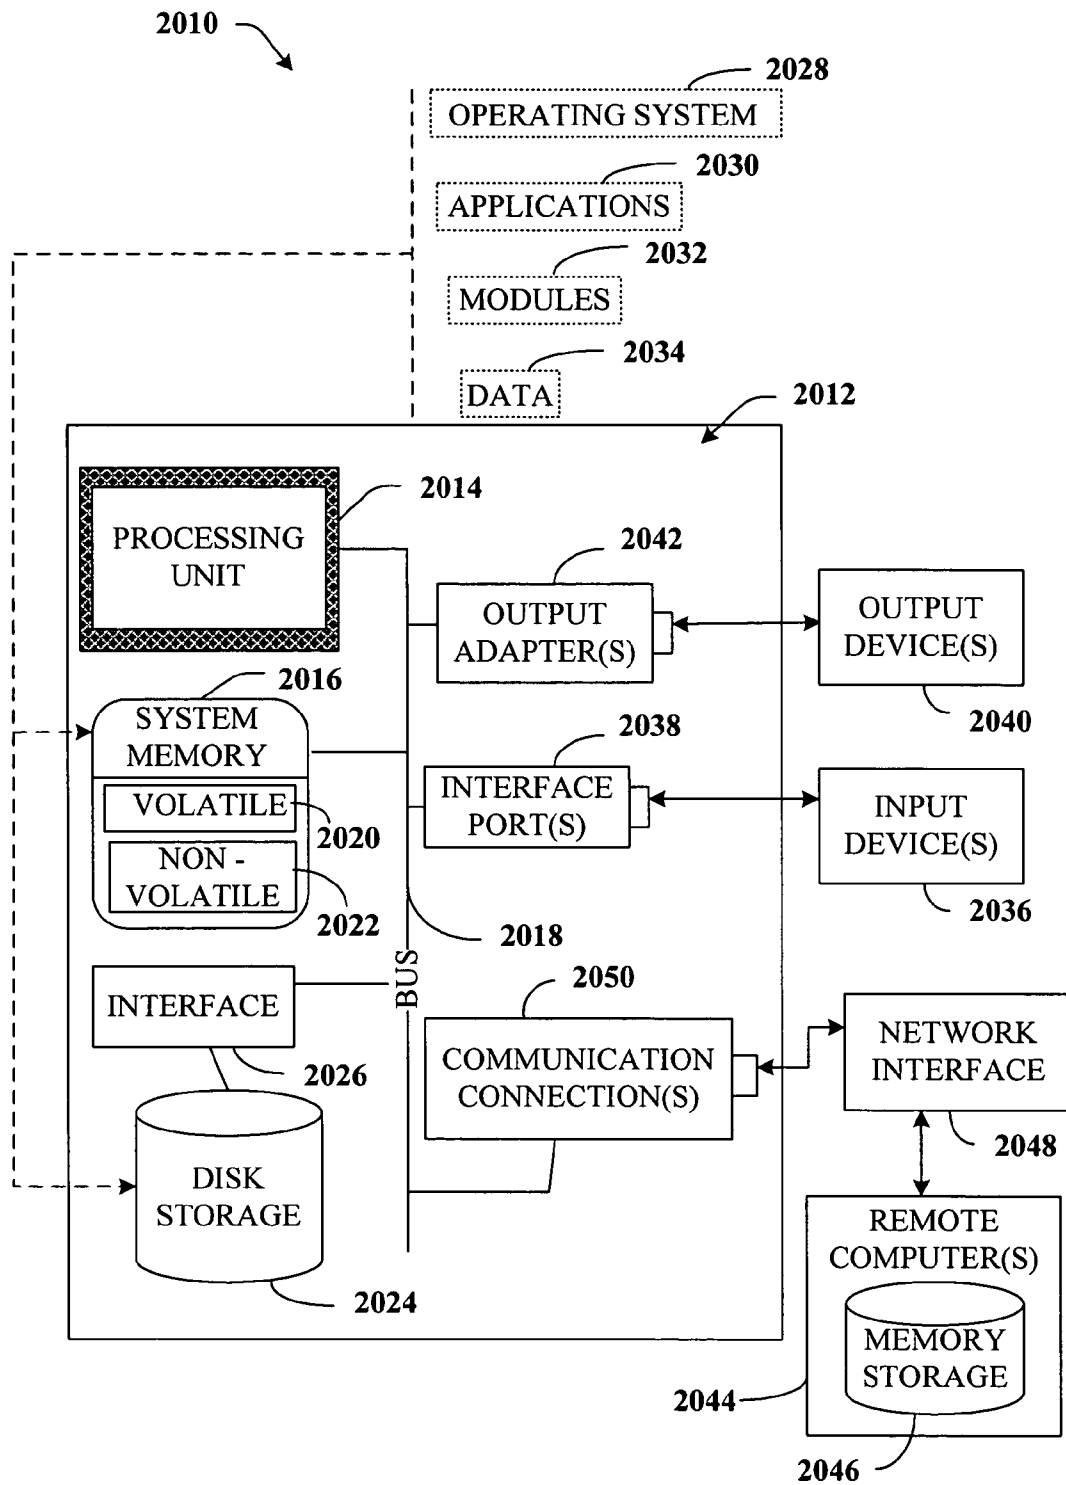 2010
2028
OPERATING SYSTEM
2030
APPLICATIONS
2032
MODULES
2034
DATA
2012
2014
PROCESSING
UNIT
2042
OUTPUT
ADAPTER(S)
OUTPUT
DEVICE(S)
2040
2016
SYSTEM
MEMORY
VOLATILE
2020
NON -
VOLATILE
2022
2038
INTERFACE
PORT(S)
INPUT
DEVICE(S)
2036
2018
BUS
INTERFACE
2026
2050
COMMUNICATION
CONNECTION(S)
NETWORK
INTERFACE
2048
DISK
STORAGE
2024
REMOTE
COMPUTER(S)
MEMORY
STORAGE
2044
2046